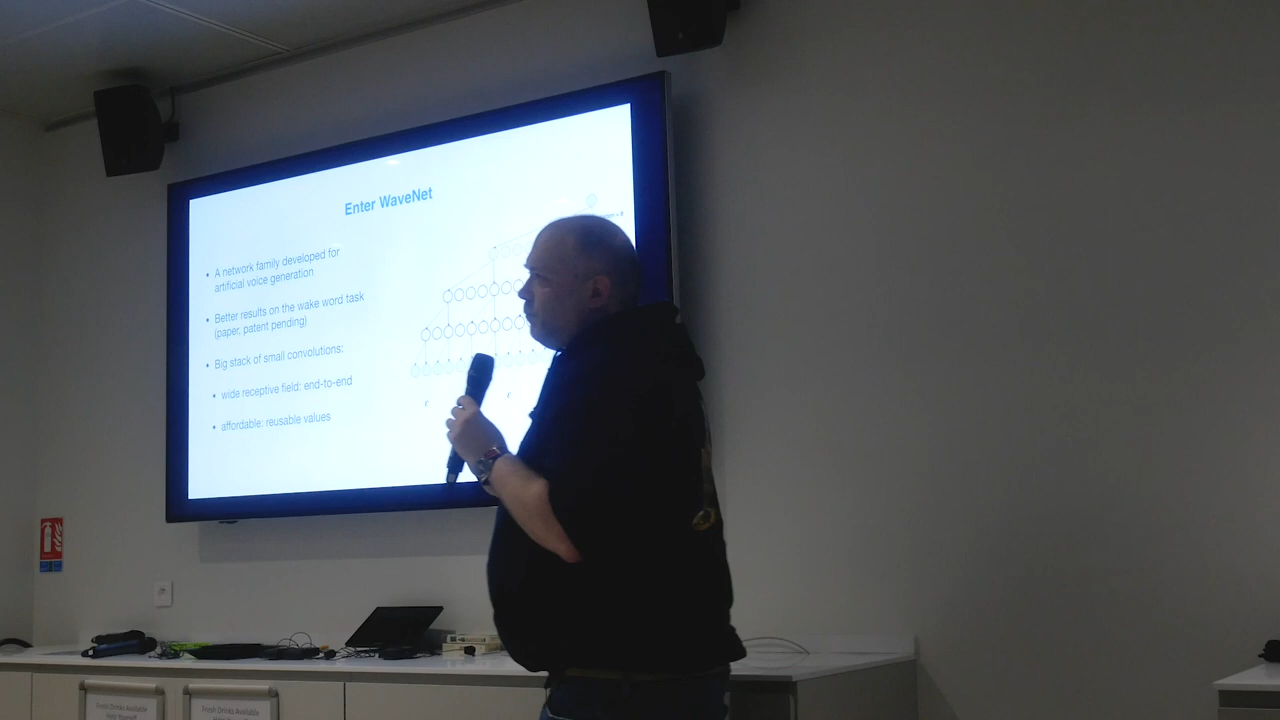 Enter WaveNet
• A network family developed for
artificial voice generation
• Better results on the wake word task
(paper, patent pending)
• Big stack of small convolutions:
• wide receptive field: end-to-end
• affordable: reusable values
Fresh Drinks Available
Help Yourself
Fresh Drinks Available